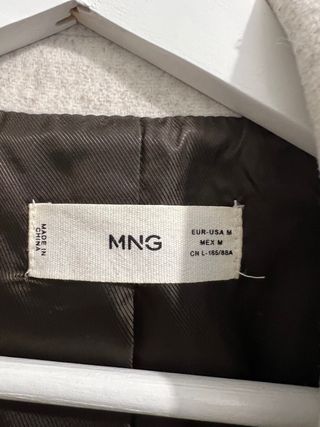 MADE IN
CHINA
MNG
EUR-USA M
MEX M
CN L-165/88A